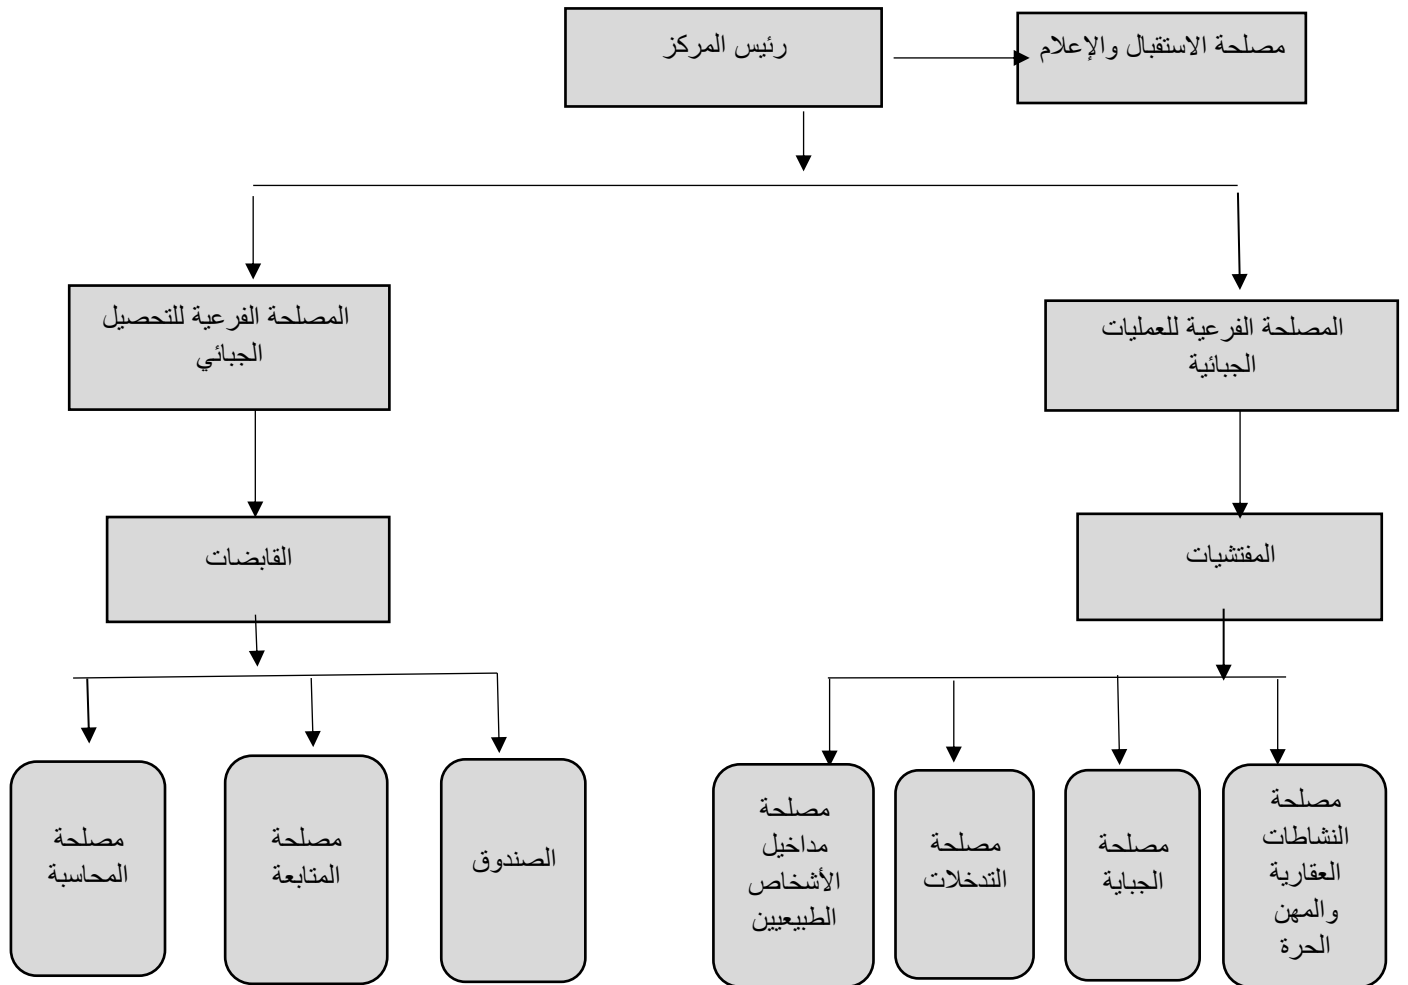 رئيس المركز
مصلحة الاستقبال والإعلام
المصلحة الفرعية للعمليات
الجبائية
المصلحة الفرعية للتحصيل
الجبائي
المفتشيات
القابضات
مصلحة
النشاطات
العقارية
والمهن
الحرة
مصلحة
الجباية
مصلحة
التدخلات
مصلحة
مداخيل
الأشخاص
الطبيعيين
الصندوق
مصلحة
المتابعة
مصلحة
المحاسبة